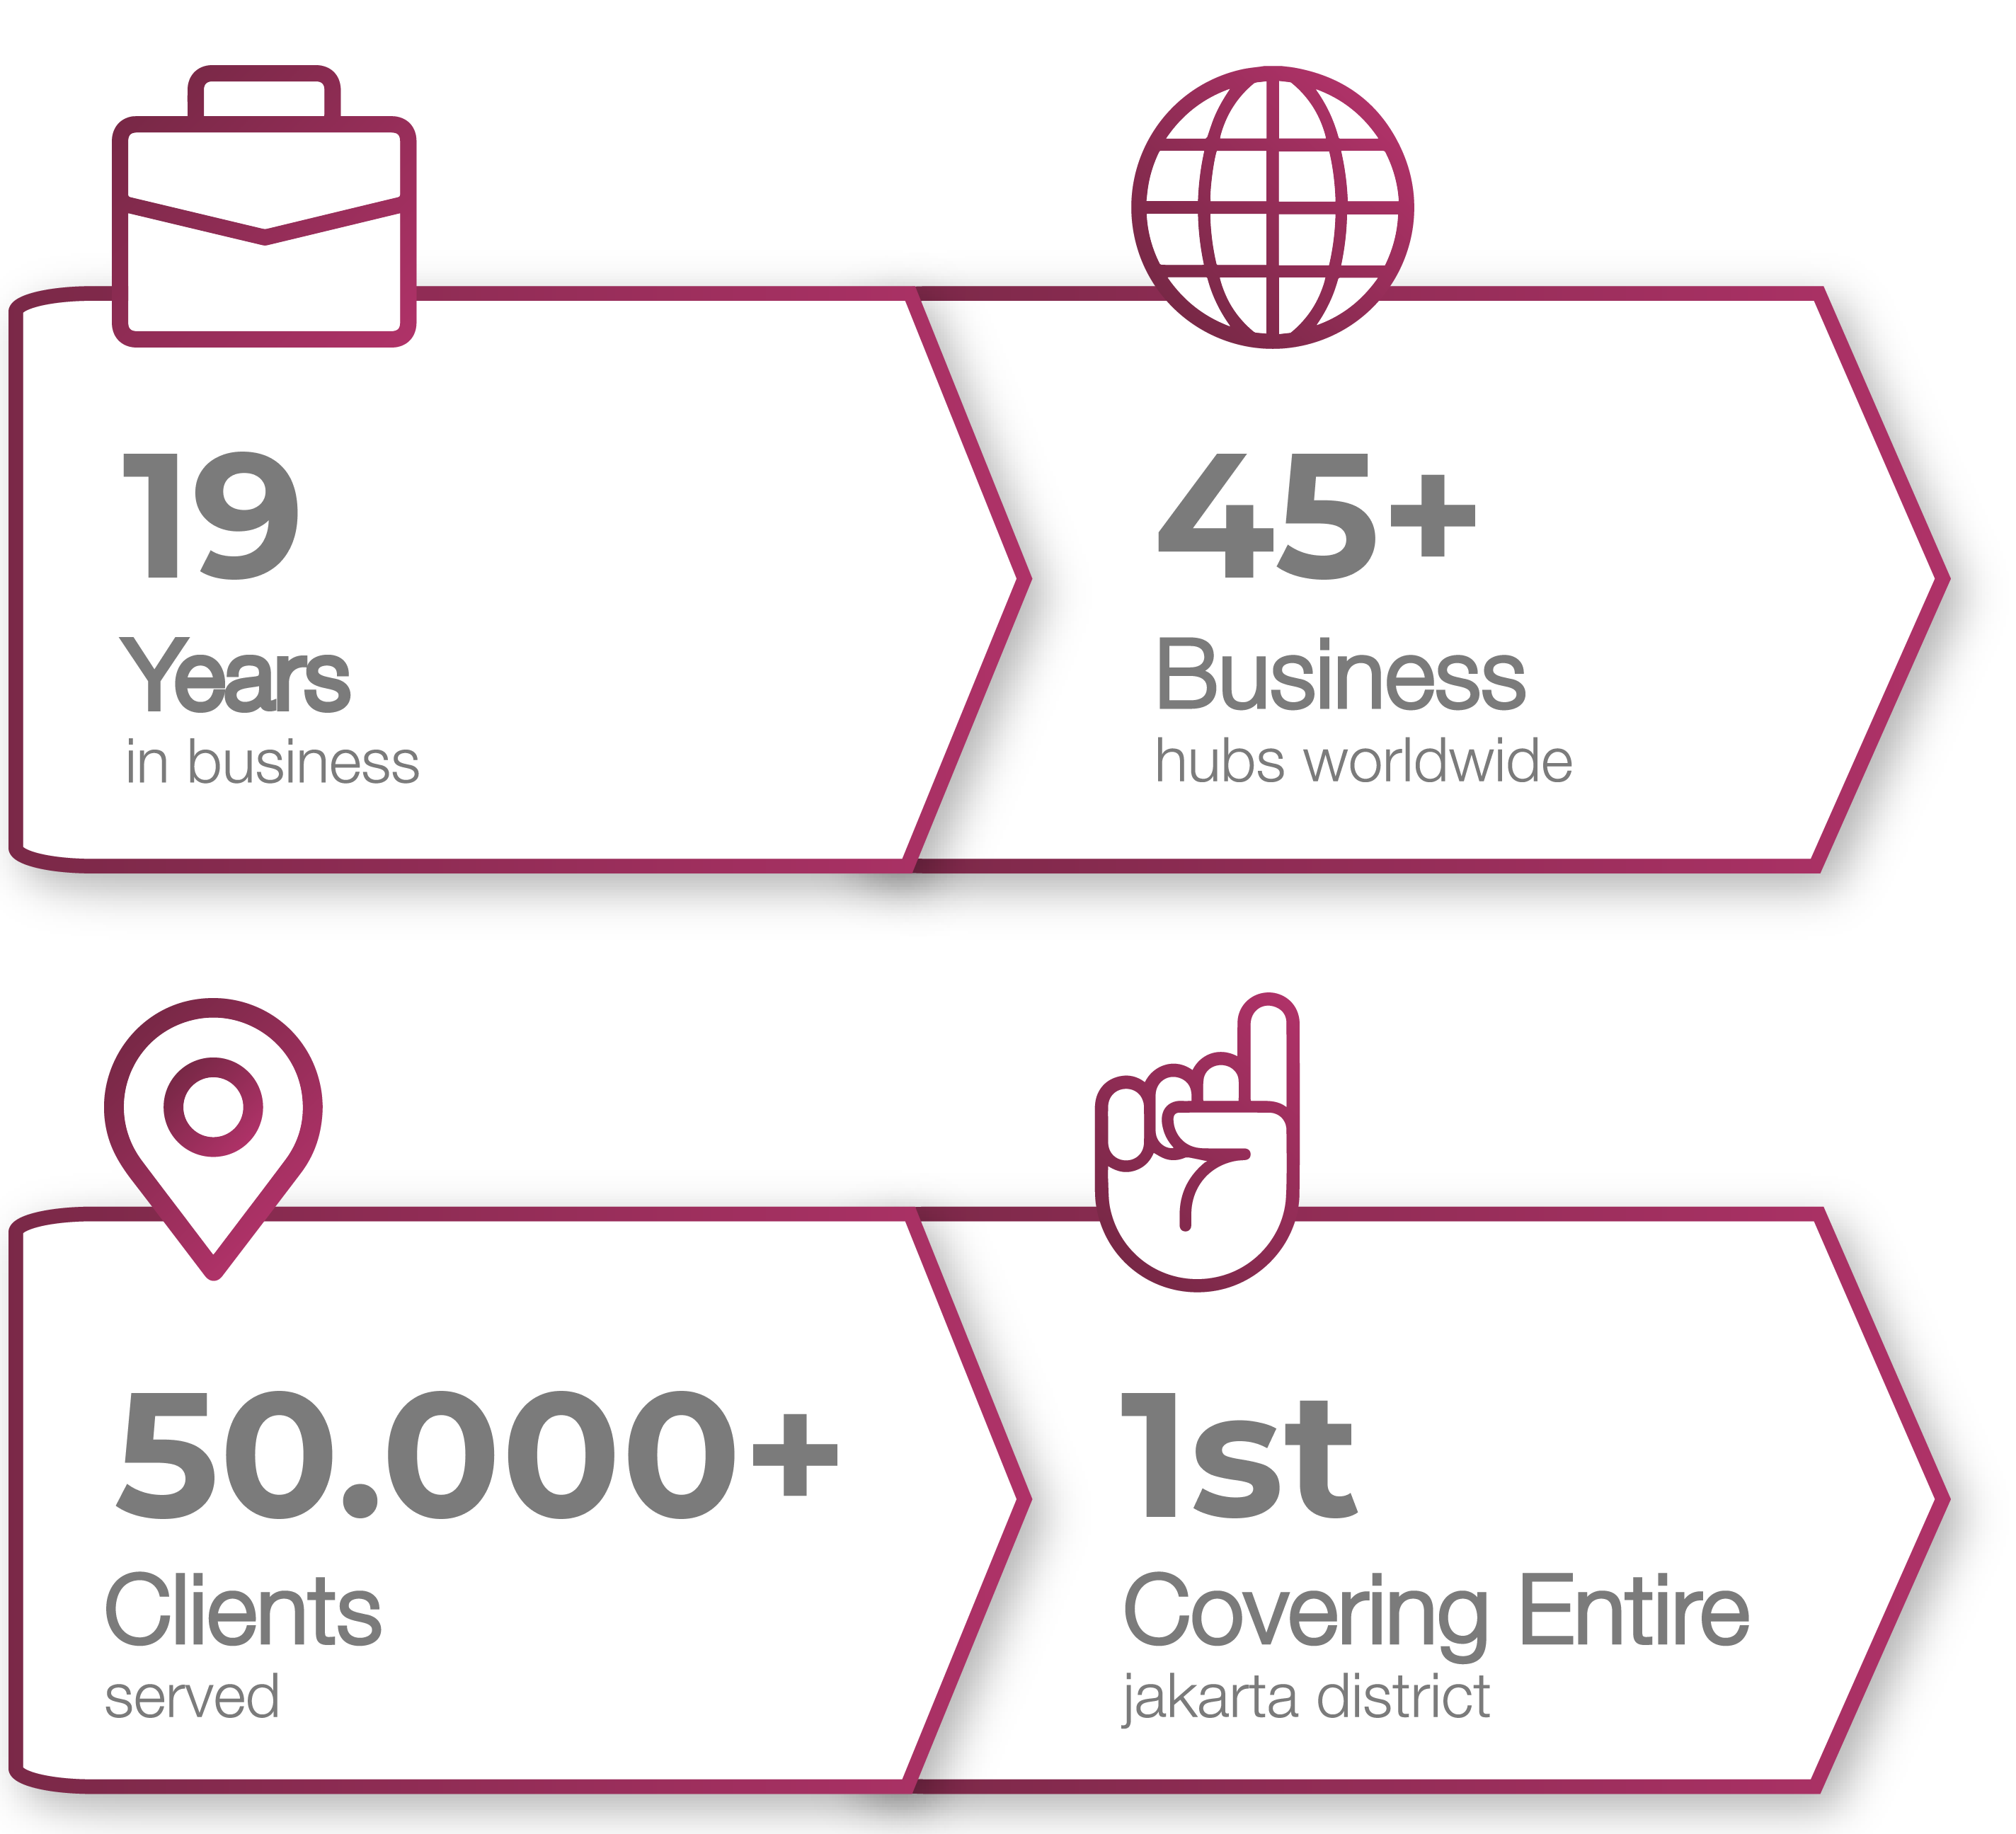 19
Years
in business
45+
Business
hubs worldwide
50.000+
Clients
served
1st
Covering Entire
jakarta district